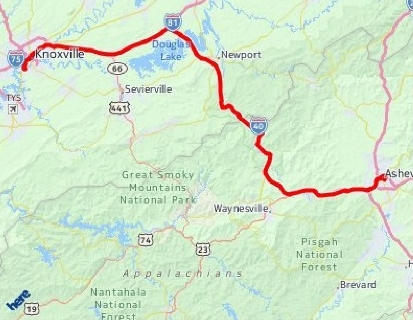 81
Knoxville
75
Douglas
Lake
Newport
66
Sevierville
TYS
441
40
Great Smoky
Mountains
National Park
Ashev
Waynesville
74
23
Pisgah
National
Forest
Appalachians
Brevard
here
19
Nantahala
National
Forest